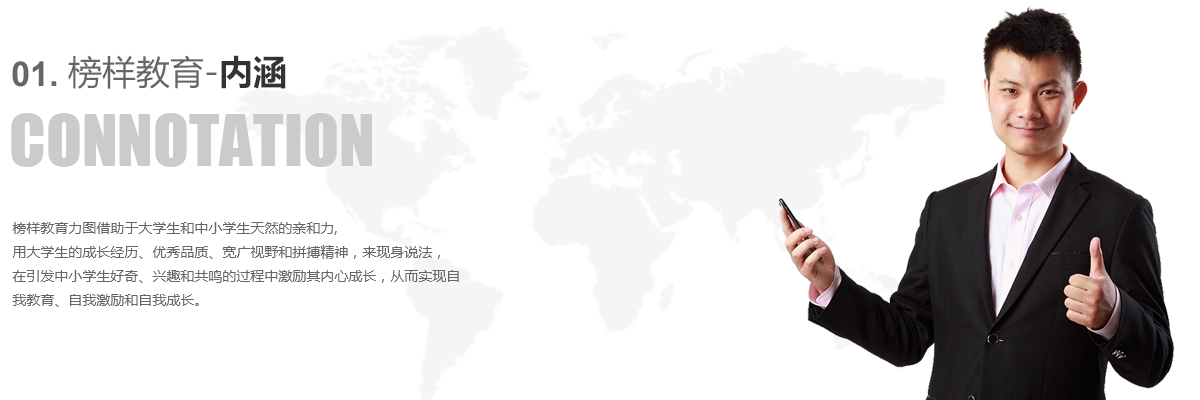 01. 榜样教育-内涵
CONNOTATION
榜样教育力图借助于大学生和中小学生天然的亲和力,
用大学生的成长经历、优秀品质、宽广视野和拼搏精神，来现身说法，
在引发中小学生好奇、兴趣和共鸣的过程中激励其内心成长，从而实现自
我教育、自我激励和自我成长。